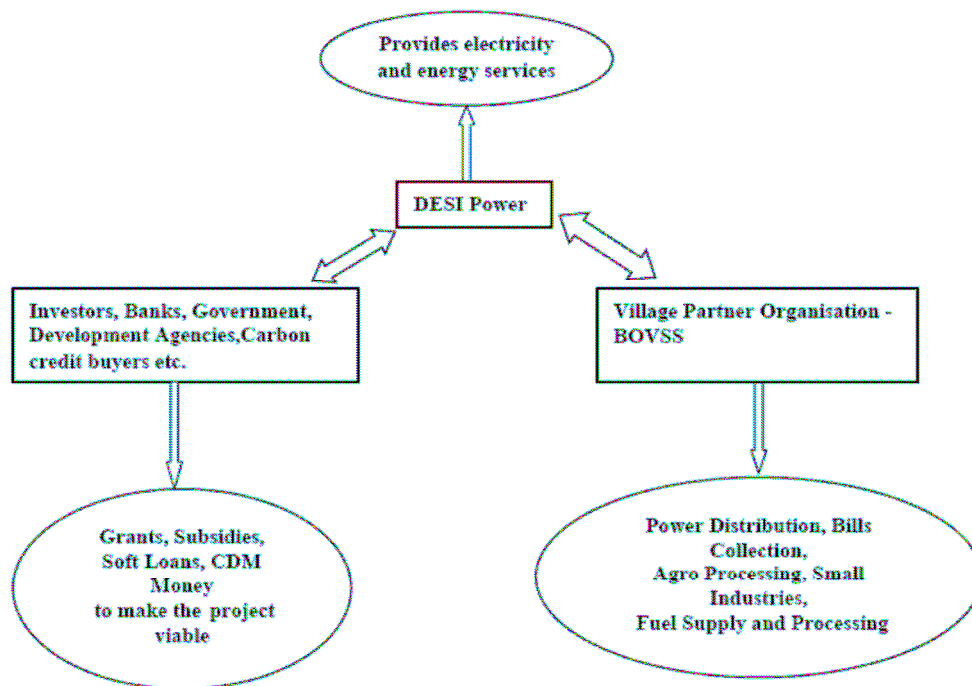 Provides electricity
and energy services
DESI Power
Investors, Banks, Government,
Development Agencies,Carbon
credit buyers etc.
Village Partner Organisation -
BOVSS
Grants, Subsidies,
Soft Loans, CDM
Money
to make the project
viable
Power Distribution, Bills
Collection,
Agro Processing, Small
Industries,
Fuel Supply and Processing